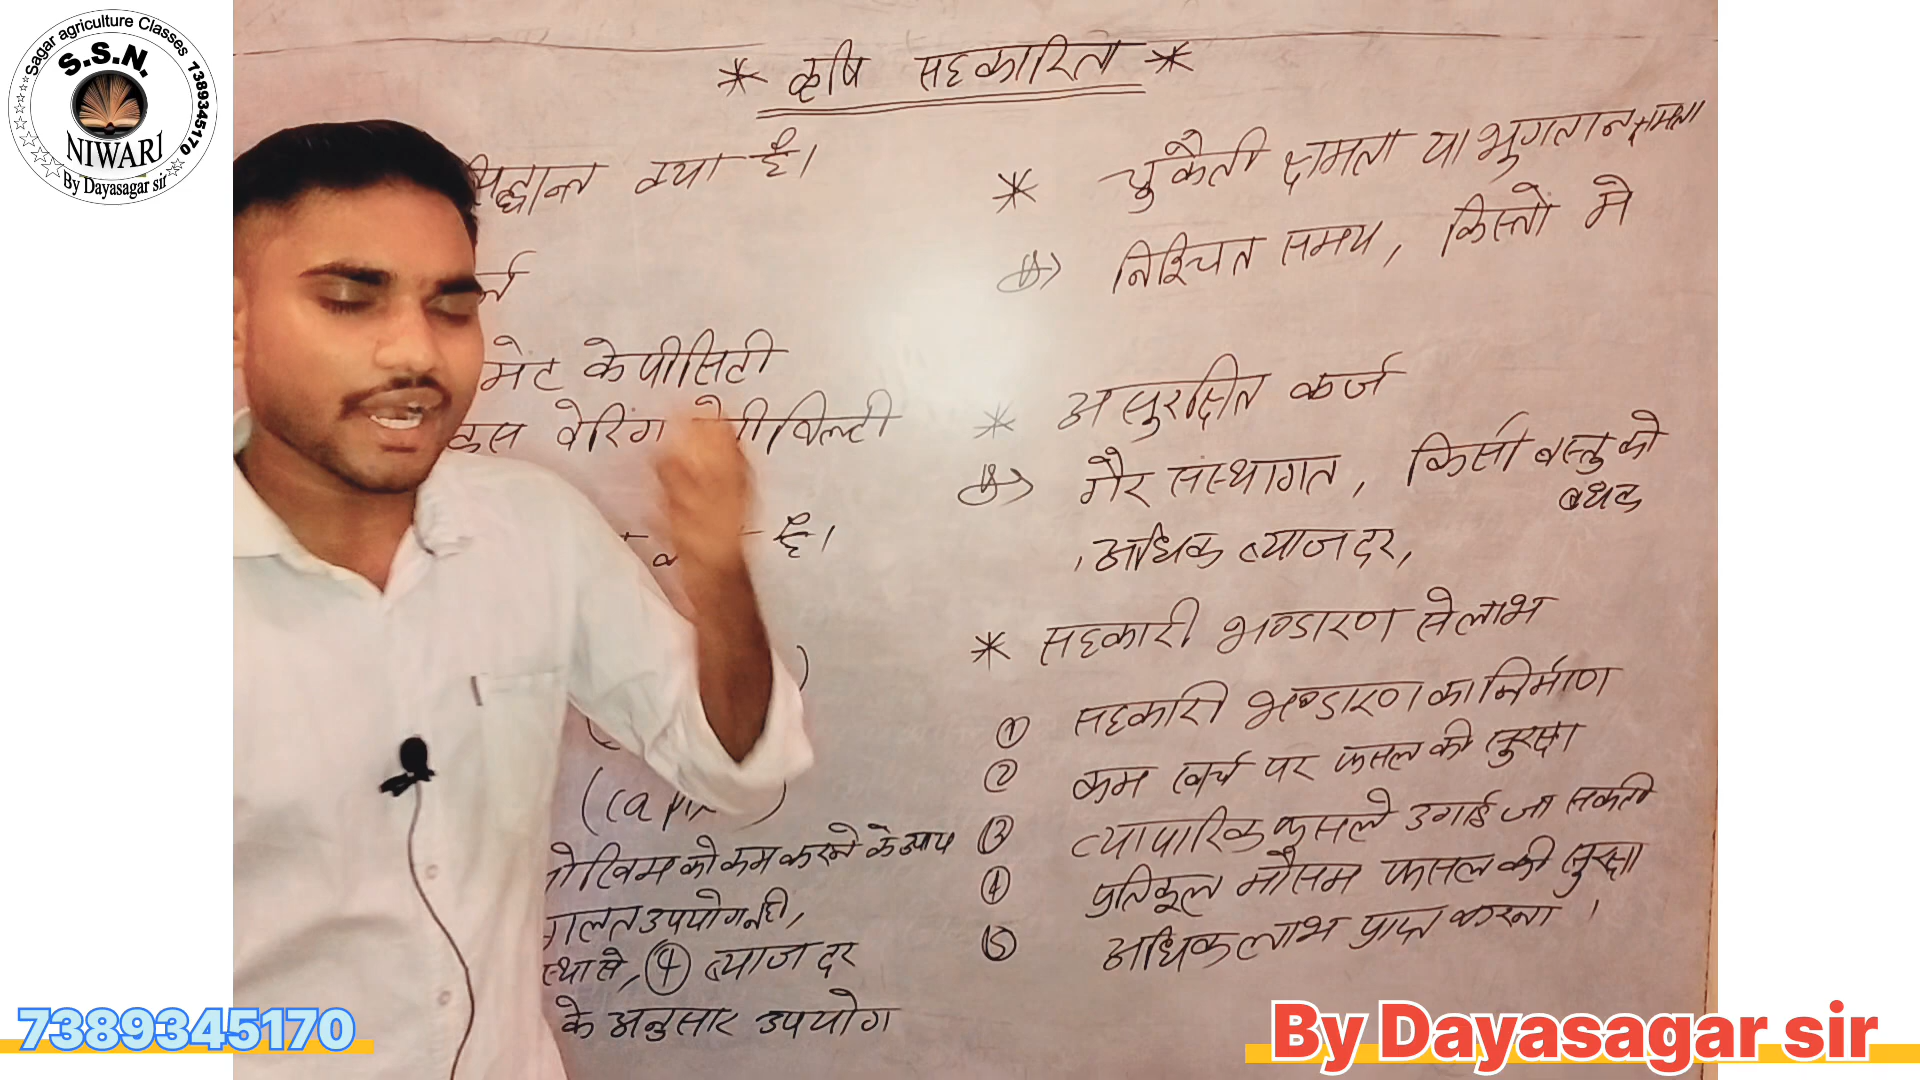 Sagar agriculture Classes 7389345170
S.S.N.
NIWARI
By Dayasagar sir
* कृषि सहकारिता *
सिद्धान्त क्या है।
मेट केपीसिटी
वेरिंग
है।
को कम करने के उपाय
गलत उपयोग नही,
④ ब्याज दर
के अनुसार उपयोग
* चुकैती क्षमता या भुगतान क्षमता
निश्चित समय, किस्तो मे
* असुरक्षित कर्ज
गैर संस्थागत, किसी वस्तु को
बधक
, अधिक ब्याज दर,
* सहकारी भण्डारण से लाभ
① सहकारी भण्डारण का निर्माण
② कम खर्च पर फसल की सुरक्षा
③ व्यापारिक फसले उगाई जा सकती
④ प्रतिकूल मौसम फसल की सुरक्षा
⑤ अधिक लाभ प्राप्त करना ।
7389345170
By Dayasagar sir